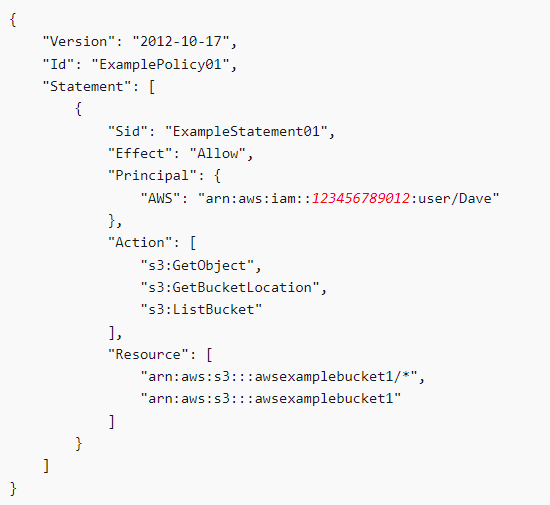 {
    "Version": "2012-10-17",
    "Id": "ExamplePolicy01",
    "Statement": [
        {
            "Sid": "ExampleStatement01",
            "Effect": "Allow",
            "Principal": {
                "AWS": "arn:aws:iam::123456789012:user/Dave"
            },
            "Action": [
                "s3:GetObject",
                "s3:GetBucketLocation",
                "s3:ListBucket"
            ],
            "Resource": [
                "arn:aws:s3:::awsexamplebucket1/*",
                "arn:aws:s3:::awsexamplebucket1"
            ]
        }
    ]
}